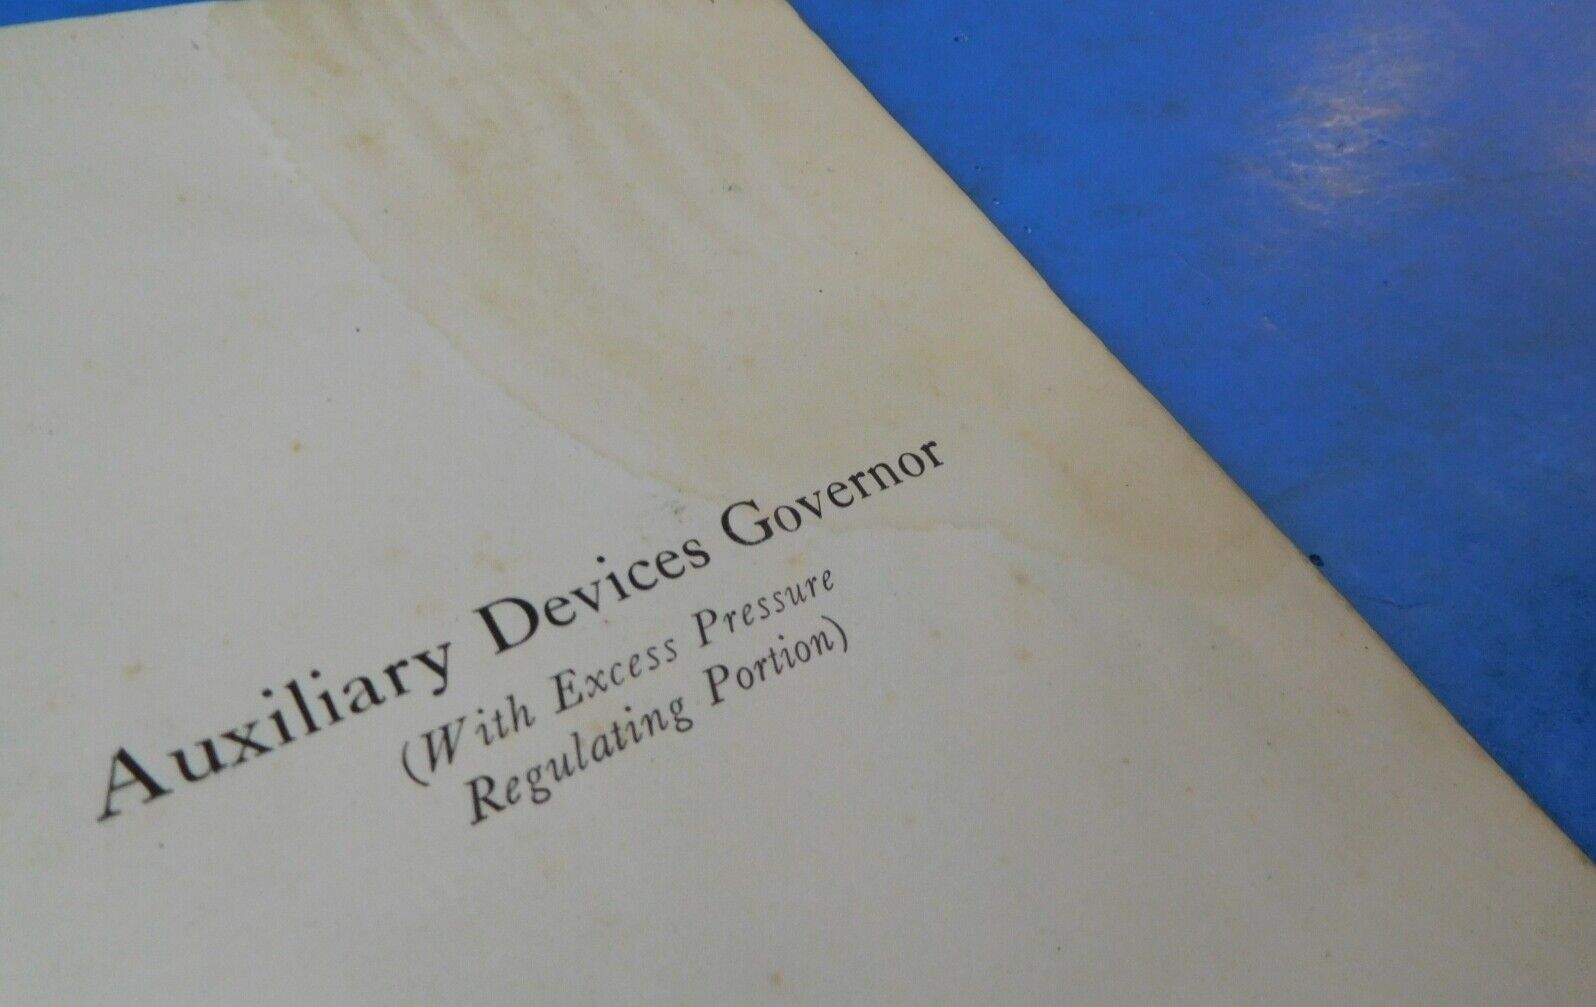 Auxiliary Devices Governor
(With Excess Pressure
Regulating Portion)